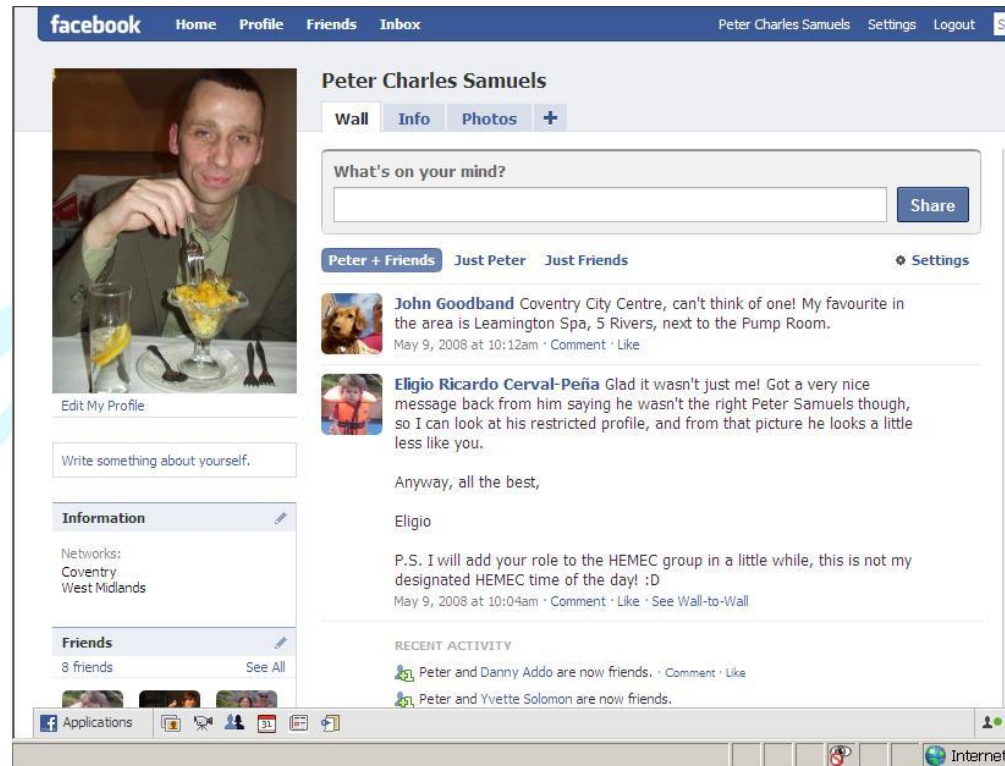 facebook Home Profile Friends Inbox Peter Charles Samuels Settings Logout S
Peter Charles Samuels
Wall Info Photos +
What's on your mind?
Share
Peter + Friends Just Peter Just Friends Settings
John Goodband Coventry City Centre, can't think of one! My favourite in
the area is Leamington Spa, 5 Rivers, next to the Pump Room.
May 9, 2008 at 10:12am · Comment · Like
Eligio Ricardo Cerval-Peña Glad it wasn't just me! Got a very nice
message back from him saying he wasn't the right Peter Samuels though,
so I can look at his restricted profile, and from that picture he looks a little
less like you.
Anyway, all the best,
Eligio
P.S. I will add your role to the HEMEC group in a little while, this is not my
designated HEMEC time of the day! :D
May 9, 2008 at 10:04am · Comment · Like · See Wall-to-Wall
RECENT ACTIVITY
Peter and Danny Addo are now friends. · Comment · Like
Peter and Yvette Solomon are now friends.
Edit My Profile
Write something about yourself.
Information
Networks:
Coventry
West Midlands
Friends
8 friends See All
f Applications 31 1
Internet